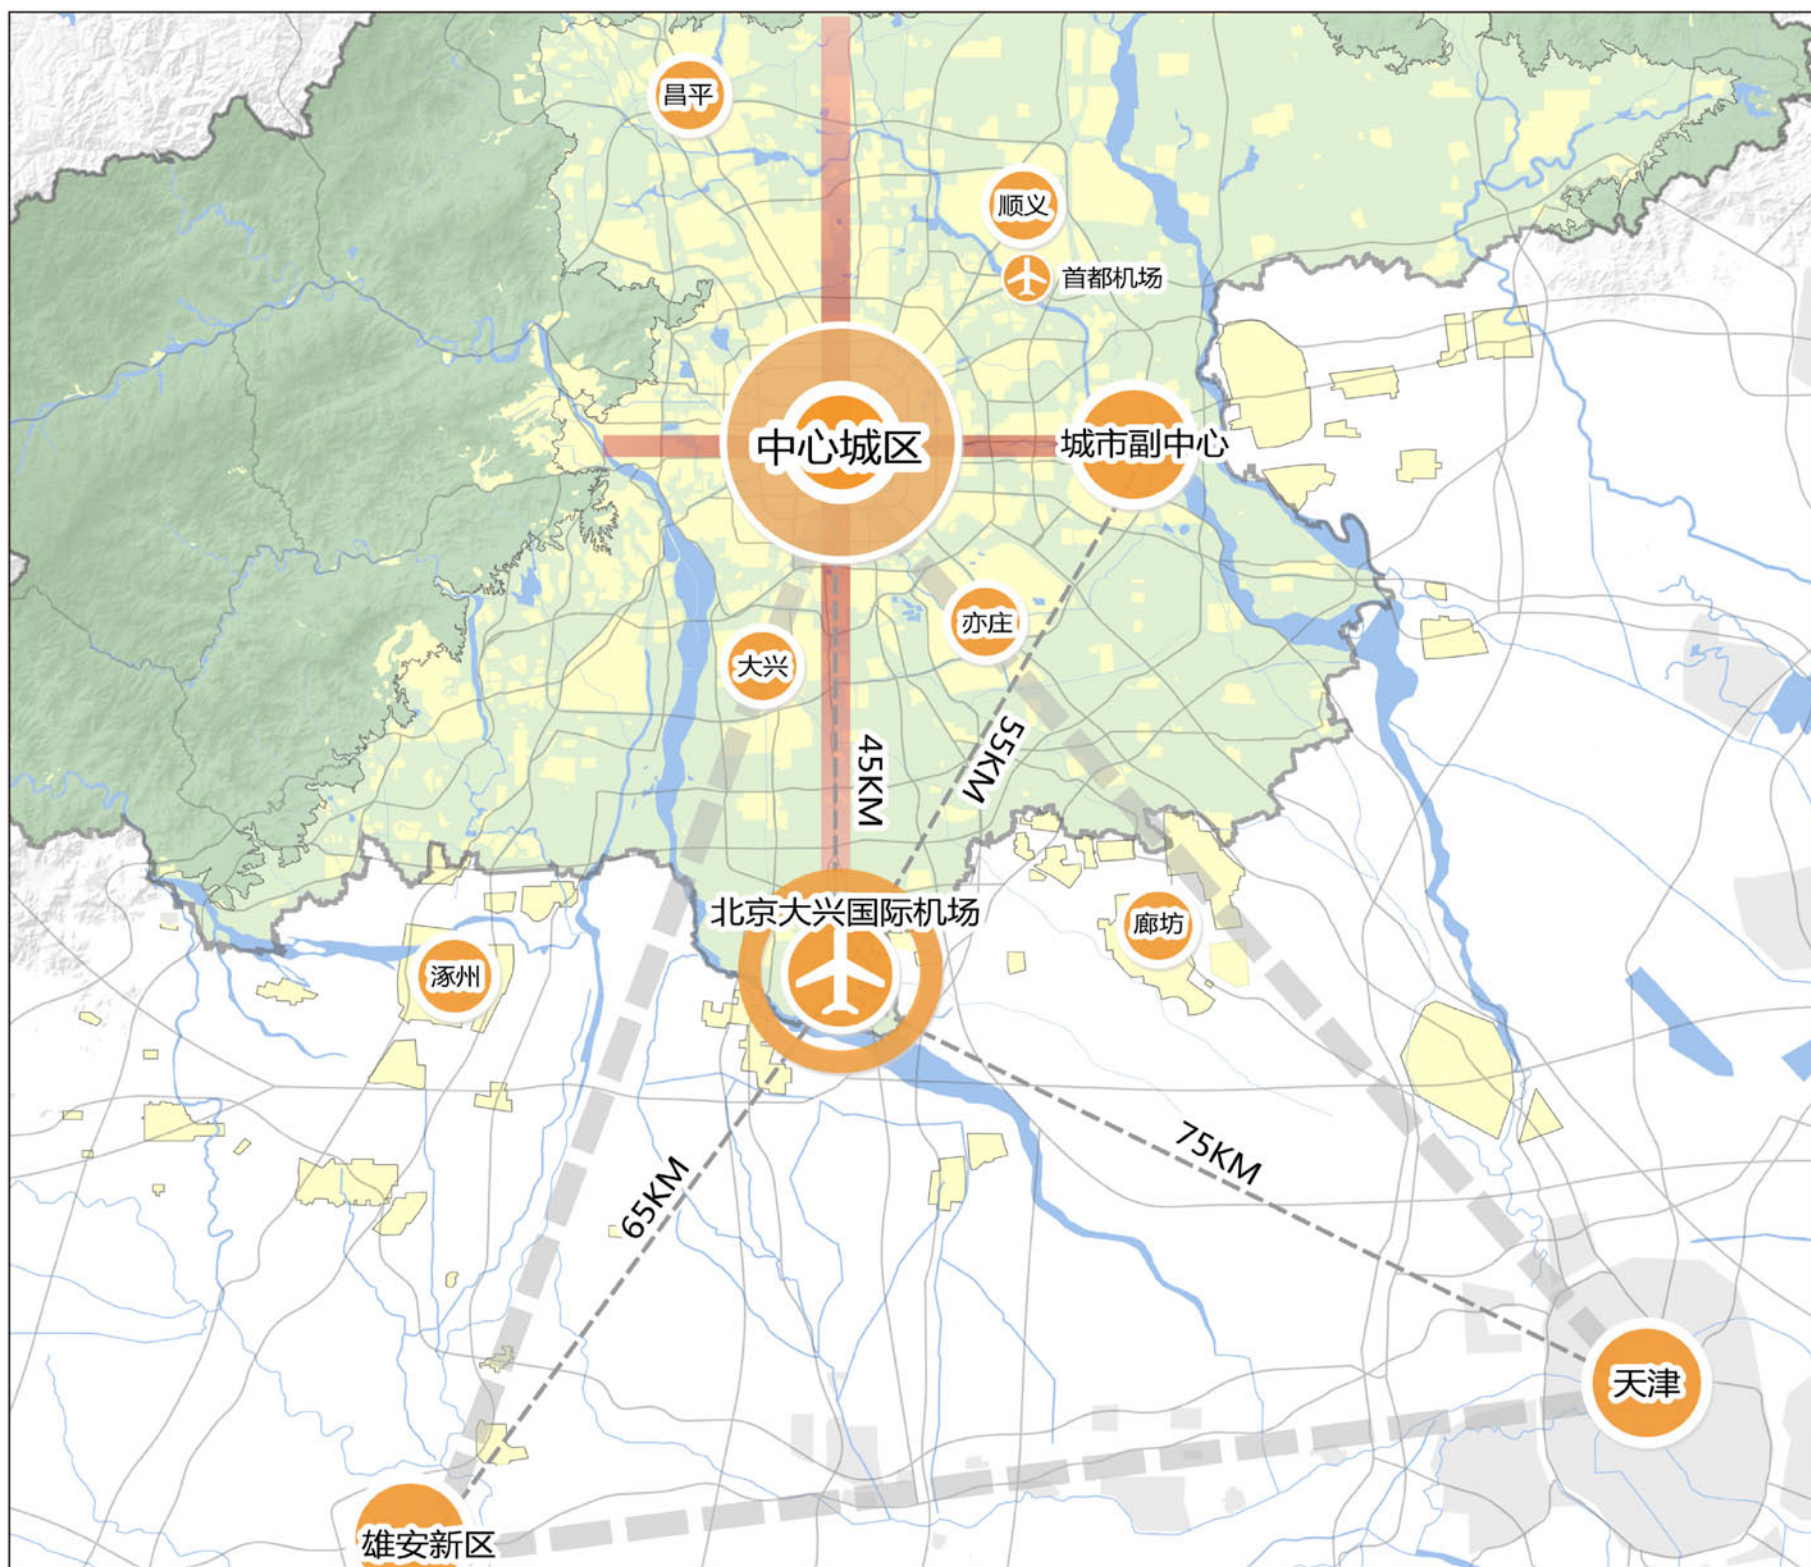 昌平
顺义
首都机场
中心城区
城市副中心
亦庄
大兴
45KM
55KM
北京大兴国际机场
廊坊
涿州
75KM
65KM
天津
雄安新区